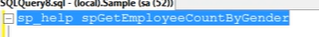 SQLQuery8.sql - (local).Sample (sa (52))
sp_help spGetEmployeeCountByGender